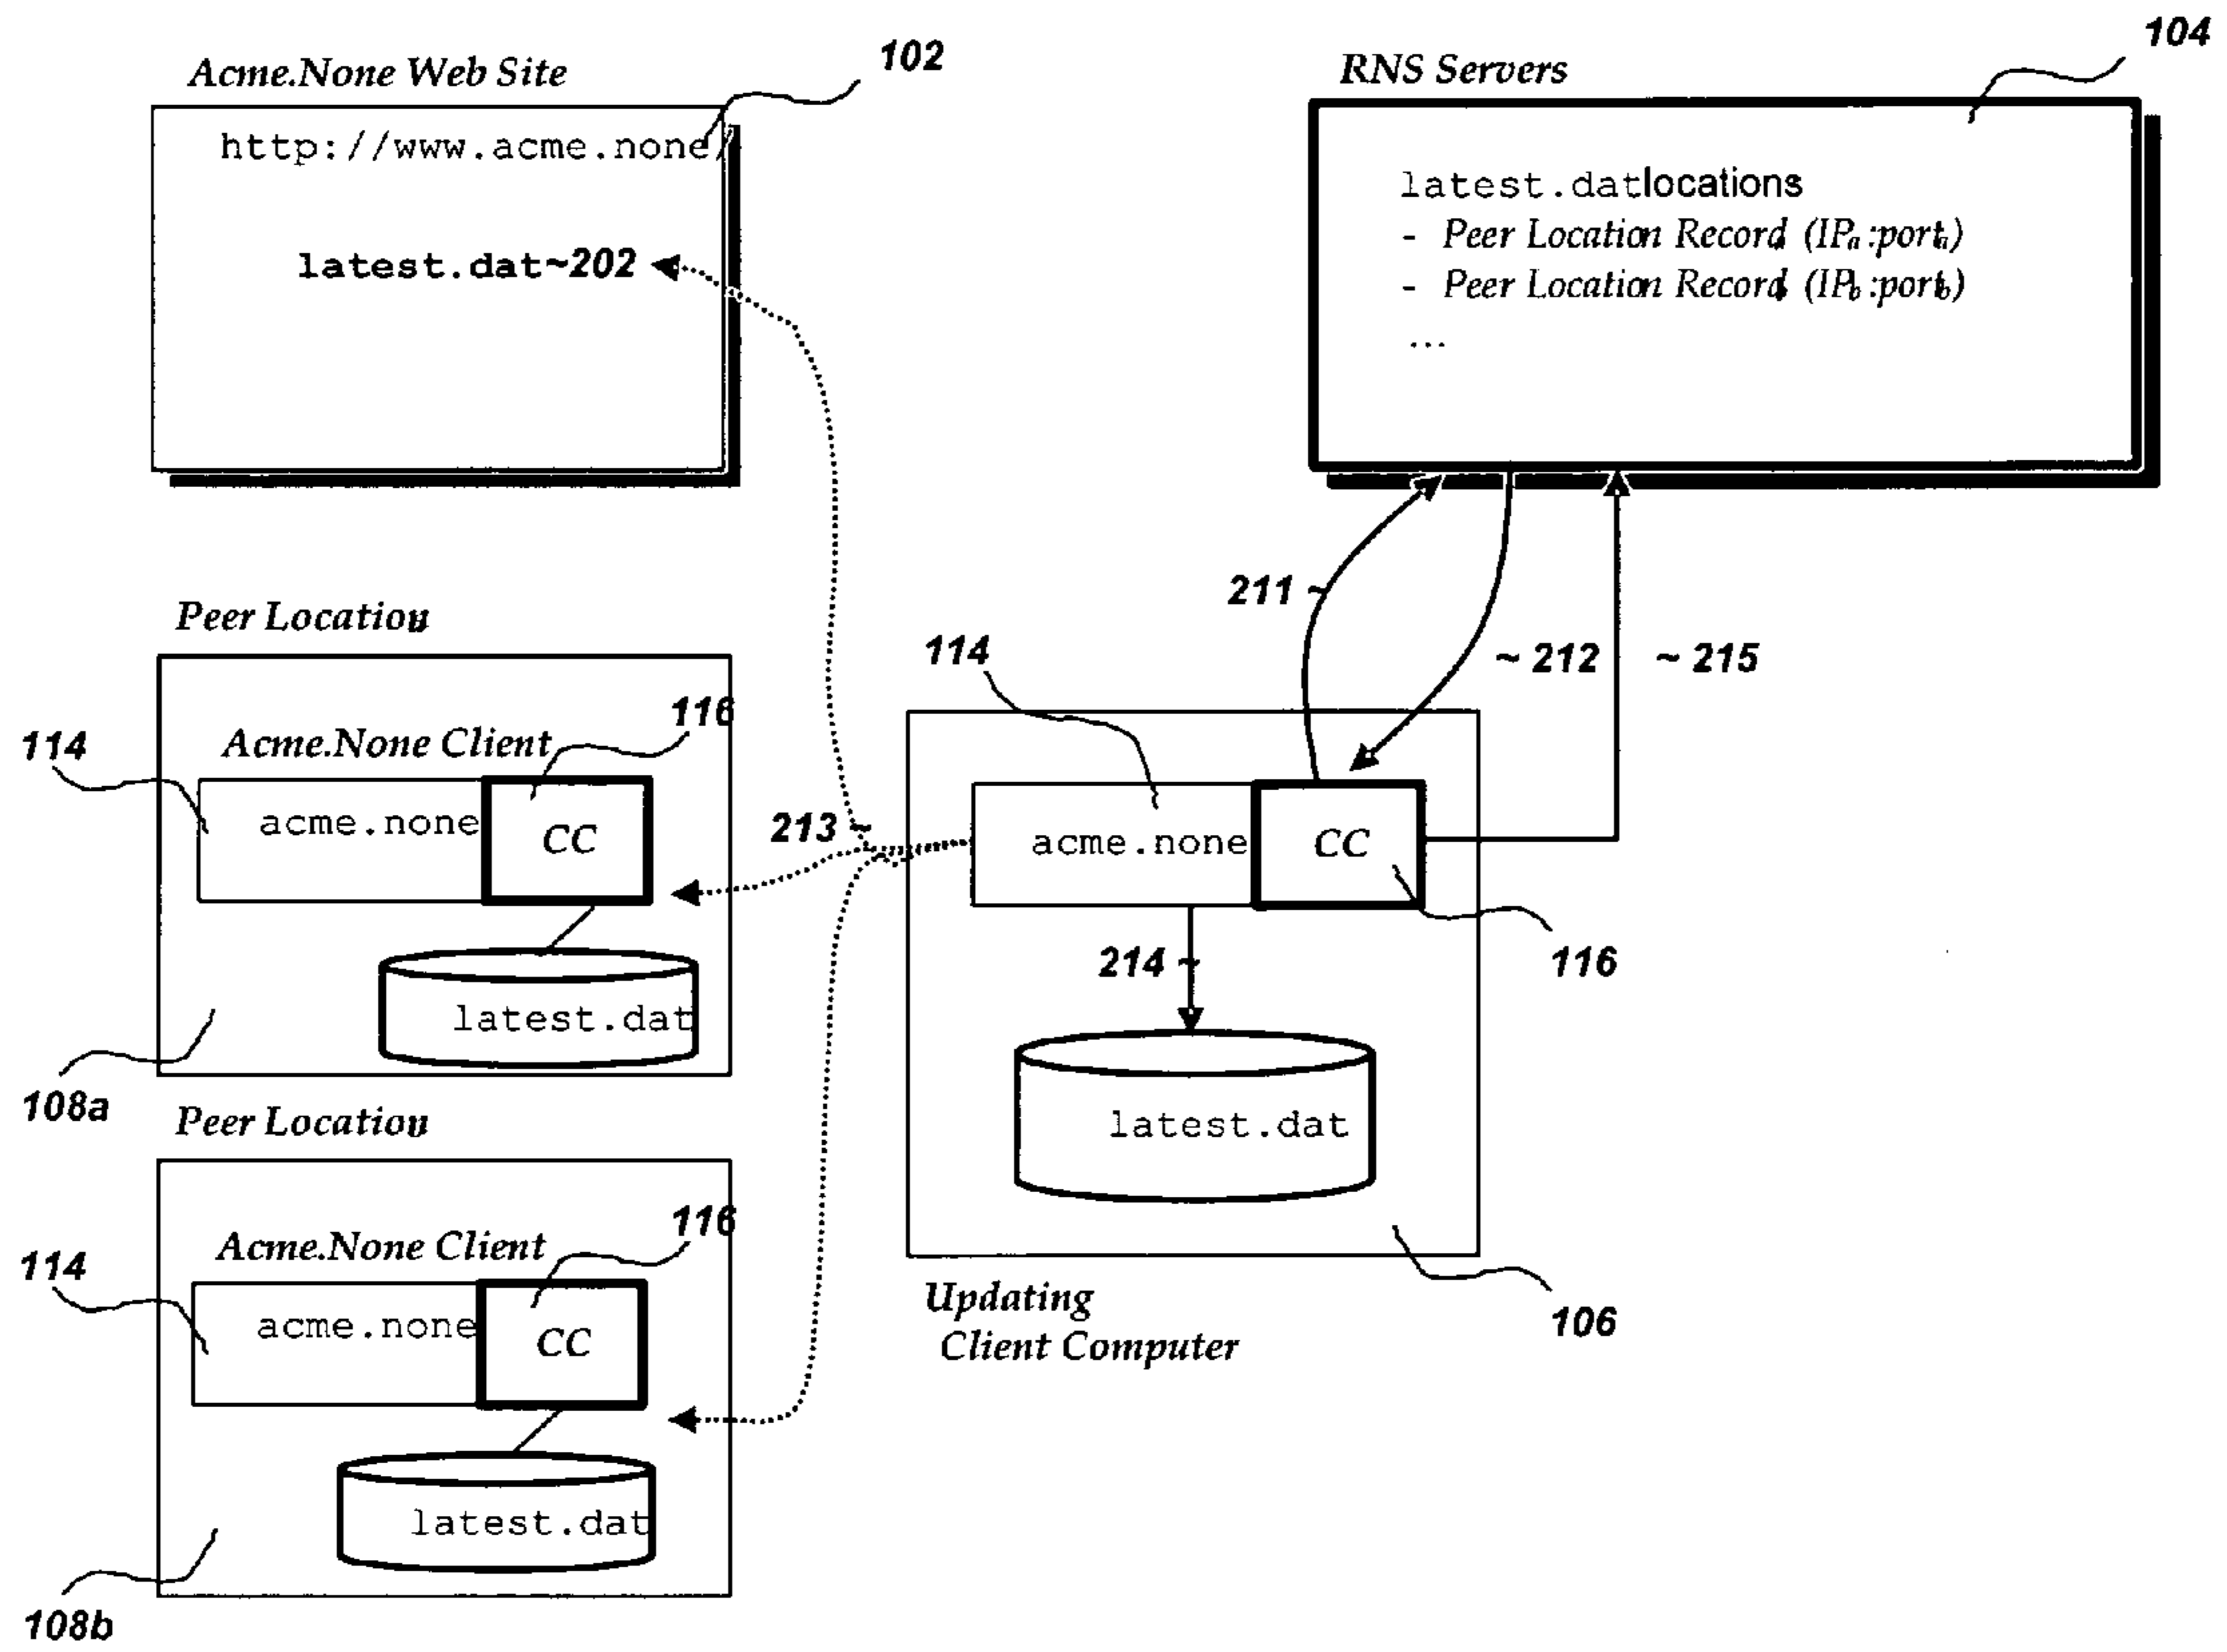 104
102
Acme.None Web Site
RNS Servers
http://www.acme.none
latest.datlocations
- Peer Location Record (IPa:porta)
- Peer Location Record (IPb:portb)
...
latest.dat~202
211 ~
~ 212
~ 215
Peer Location
114
116
114
Acme.None Client
acme.none
CC
213 ~
acme.none
CC
214 ~
116
latest.dat
108a
latest.dat
Peer Location
116
Acme.None Client
114
acme.none
CC
Updating
Client Computer
106
latest.dat
108b